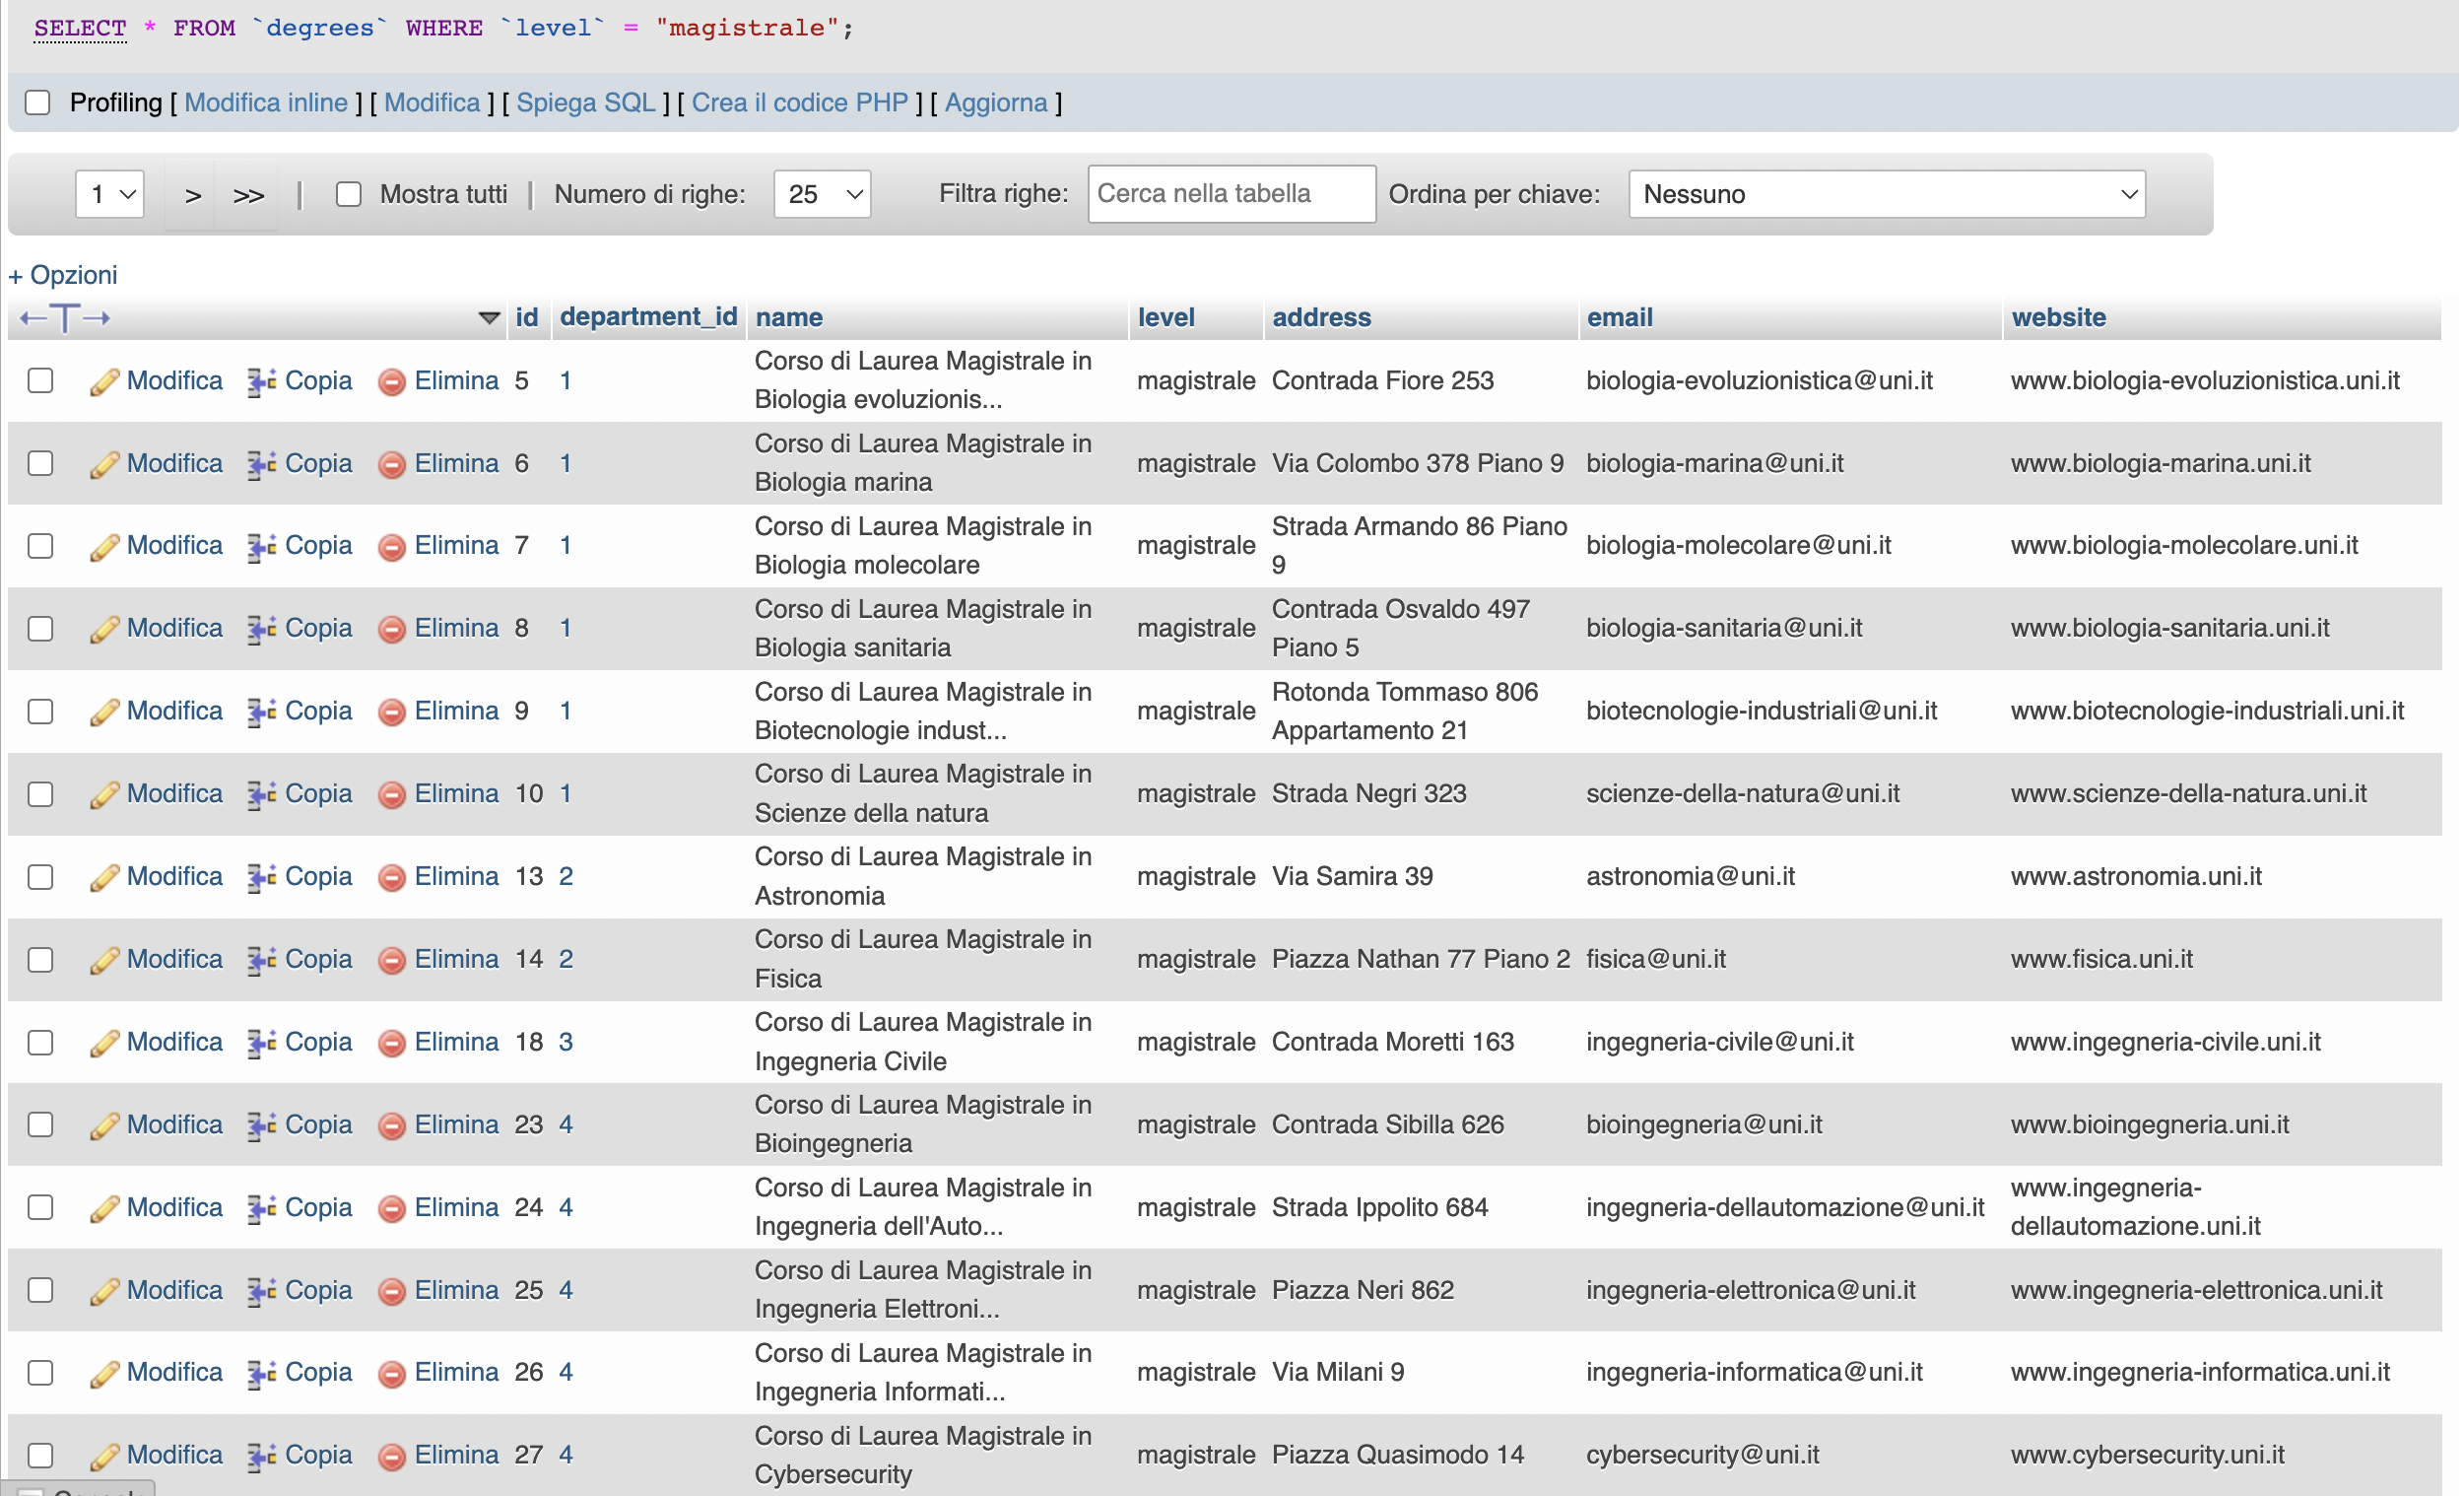 SELECT * FROM `degrees` WHERE `level` = "magistrale";
Profiling [ Modifica inline ] [ Modifica ] [ Spiega SQL ] [ Crea il codice PHP ] [ Aggiorna ]
1 > >> | Mostra tutti | Numero di righe: 25 Filtra righe: Cerca nella tabella Ordina per chiave: Nessuno
+ Opzioni
←T→ id department_id name level address email website
Modifica Copia Elimina 5 1 Corso di Laurea Magistrale in magistrale Contrada Fiore 253 biologia-evoluzionistica@uni.it www.biologia-evoluzionistica.uni.it
Biologia evoluzionis...
Modifica Copia Elimina 6 1 Corso di Laurea Magistrale in magistrale Via Colombo 378 Piano 9 biologia-marina@uni.it www.biologia-marina.uni.it
Biologia marina
Modifica Copia Elimina 7 1 Corso di Laurea Magistrale in magistrale Strada Armando 86 Piano biologia-molecolare@uni.it www.biologia-molecolare.uni.it
Biologia molecolare 9
Modifica Copia Elimina 8 1 Corso di Laurea Magistrale in magistrale Contrada Osvaldo 497 biologia-sanitaria@uni.it www.biologia-sanitaria.uni.it
Biologia sanitaria Piano 5
Modifica Copia Elimina 9 1 Corso di Laurea Magistrale in magistrale Rotonda Tommaso 806 biotecnologie-industriali@uni.it www.biotecnologie-industriali.uni.it
Biotecnologie indust... Appartamento 21
Modifica Copia Elimina 10 1 Corso di Laurea Magistrale in magistrale Strada Negri 323 scienze-della-natura@uni.it www.scienze-della-natura.uni.it
Scienze della natura
Modifica Copia Elimina 13 2 Corso di Laurea Magistrale in magistrale Via Samira 39 astronomia@uni.it www.astronomia.uni.it
Astronomia
Modifica Copia Elimina 14 2 Corso di Laurea Magistrale in magistrale Piazza Nathan 77 Piano 2 fisica@uni.it www.fisica.uni.it
Fisica
Modifica Copia Elimina 18 3 Corso di Laurea Magistrale in magistrale Contrada Moretti 163 ingegneria-civile@uni.it www.ingegneria-civile.uni.it
Ingegneria Civile
Modifica Copia Elimina 23 4 Corso di Laurea Magistrale in magistrale Contrada Sibilla 626 bioingegneria@uni.it www.bioingegneria.uni.it
Bioingegneria
Modifica Copia Elimina 24 4 Corso di Laurea Magistrale in magistrale Strada Ippolito 684 ingegneria-dellautomazione@uni.it www.ingegneria-
Ingegneria dell'Auto... dellautomazione.uni.it
Modifica Copia Elimina 25 4 Corso di Laurea Magistrale in magistrale Piazza Neri 862 ingegneria-elettronica@uni.it www.ingegneria-elettronica.uni.it
Ingegneria Elettroni...
Modifica Copia Elimina 26 4 Corso di Laurea Magistrale in magistrale Via Milani 9 ingegneria-informatica@uni.it www.ingegneria-informatica.uni.it
Ingegneria Informati...
Modifica Copia Elimina 27 4 Corso di Laurea Magistrale in magistrale Piazza Quasimodo 14 cybersecurity@uni.it www.cybersecurity.uni.it
Cybersecurity